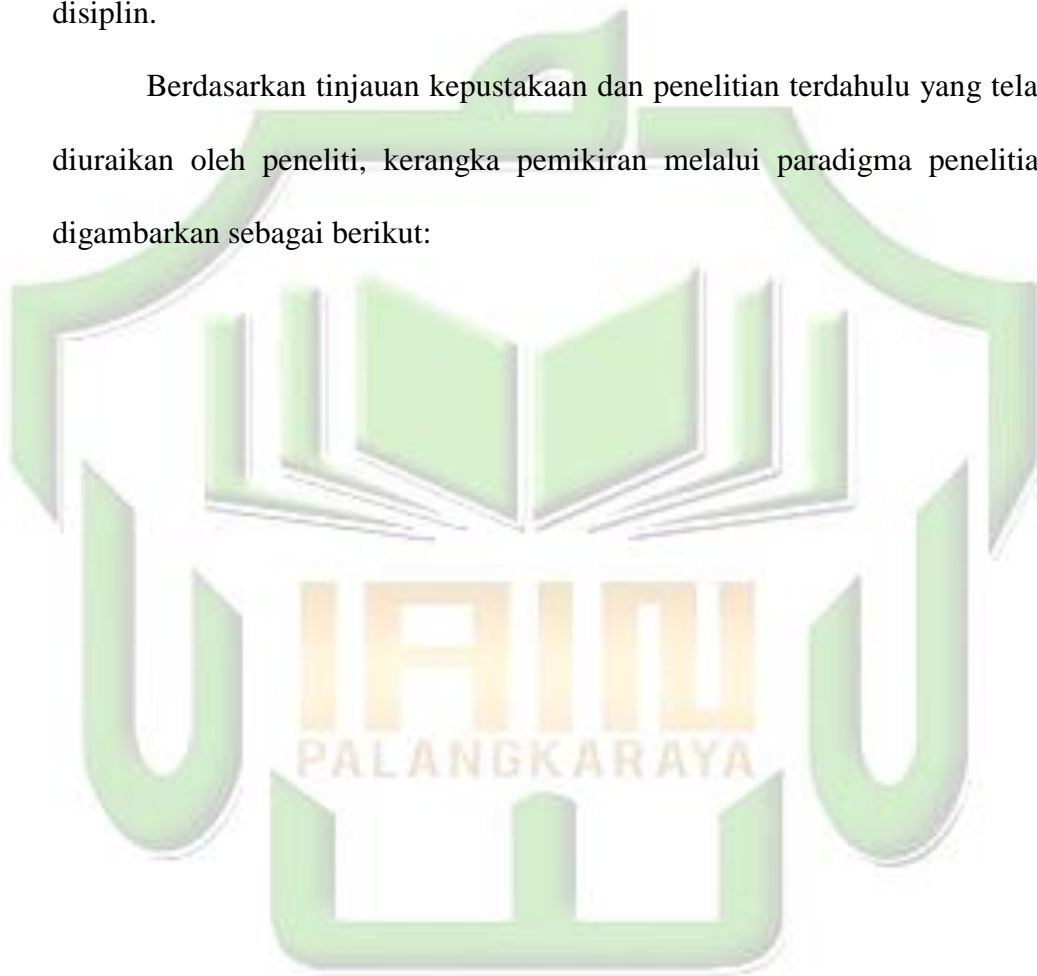 disiplin.
Berdasarkan tinjauan kepustakaan dan penelitian terdahulu yang tela
diuraikan oleh peneliti, kerangka pemikiran melalui paradigma penelitia
digambarkan sebagai berikut:
IAIN
PALANGKARAYA